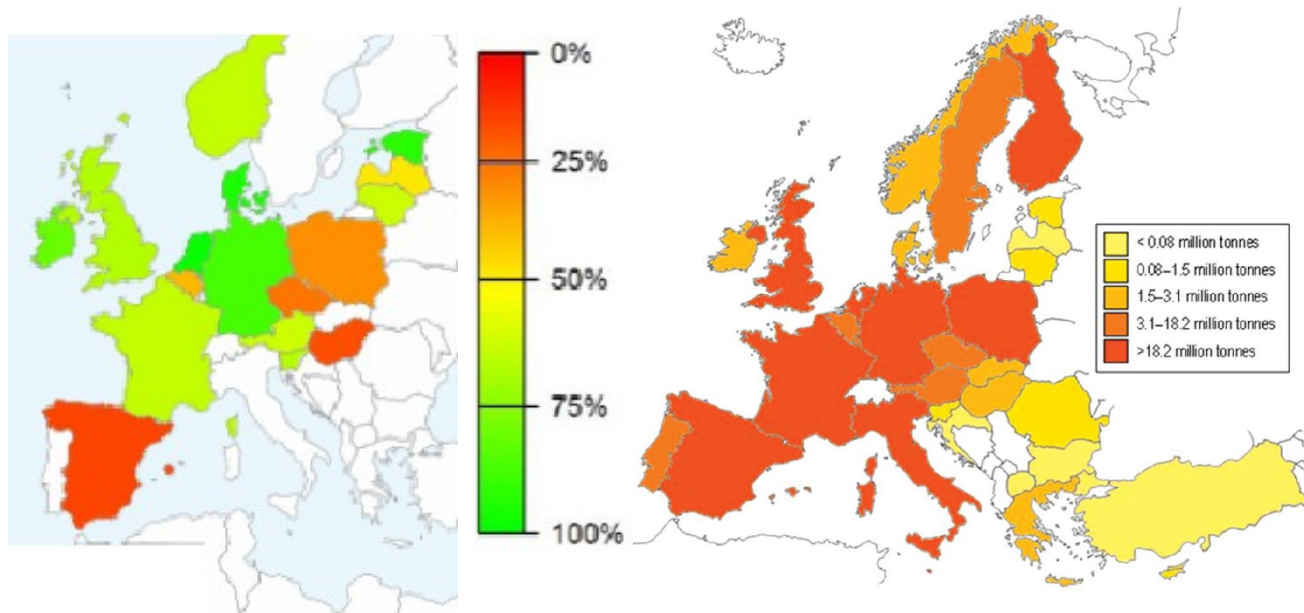 0%
25%
50%
75%
100%
< 0.08 million tonnes
0.08–1.5 million tonnes
1.5–3.1 million tonnes
3.1–18.2 million tonnes
>18.2 million tonnes